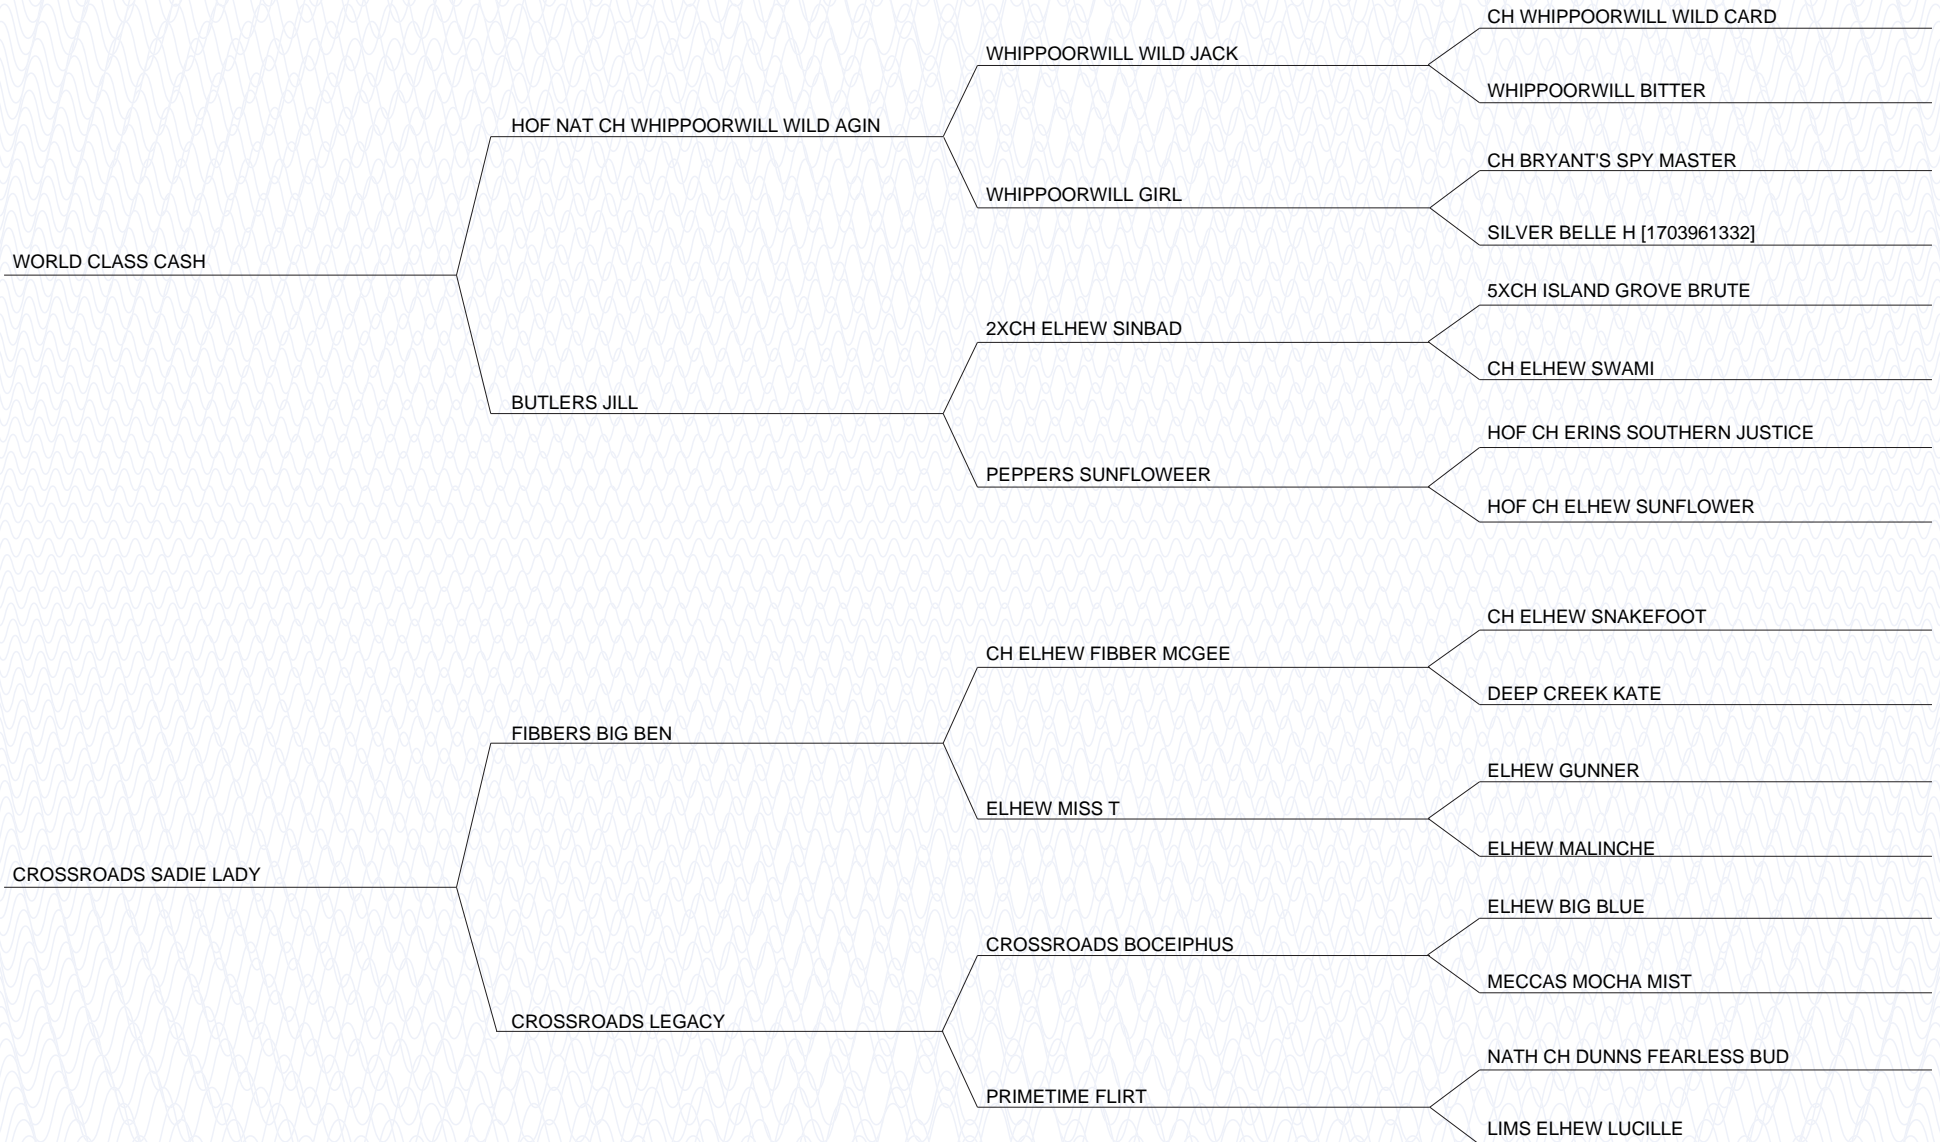 CH WHIPPOORWILL WILD CARD
WHIPPOORWILL WILD JACK
WHIPPOORWILL BITTER
HOF NAT CH WHIPPOORWILL WILD AGIN
CH BRYANT'S SPY MASTER
WHIPPOORWILL GIRL
SILVER BELLE H [1703961332]
WORLD CLASS CASH
5XCH ISLAND GROVE BRUTE
2XCH ELHEW SINBAD
CH ELHEW SWAMI
BUTLERS JILL
HOF CH ERINS SOUTHERN JUSTICE
PEPPERS SUNFLOWEER
HOF CH ELHEW SUNFLOWER
CH ELHEW SNAKEFOOT
CH ELHEW FIBBER MCGEE
DEEP CREEK KATE
FIBBERS BIG BEN
ELHEW GUNNER
ELHEW MISS T
ELHEW MALINCHE
CROSSROADS SADIE LADY
ELHEW BIG BLUE
CROSSROADS BOCEIPHUS
MECCAS MOCHA MIST
CROSSROADS LEGACY
NATH CH DUNNS FEARLESS BUD
PRIMETIME FLIRT
LIMS ELHEW LUCILLE